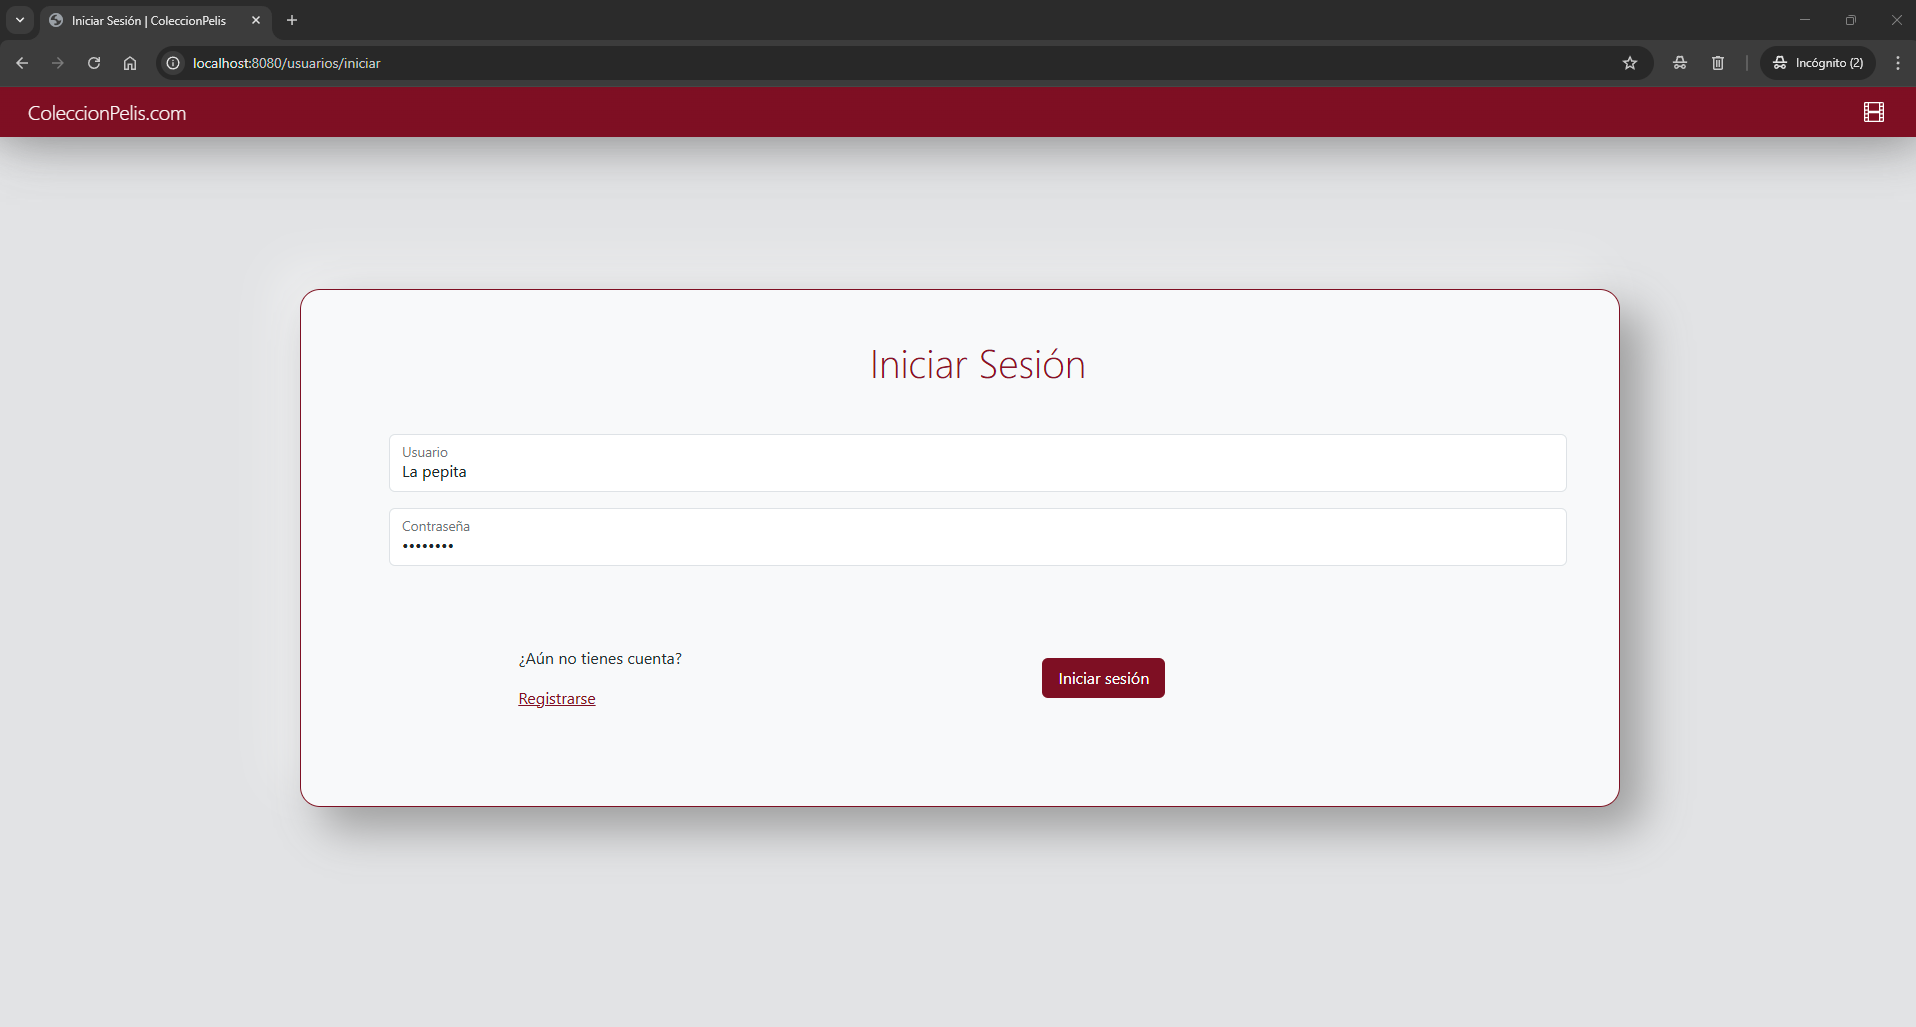 Iniciar Sesión | ColeccionPelis
localhost:8080/usuarios/iniciar
Incógnito (2)
ColeccionPelis.com
Iniciar Sesión
Usuario
La pepita
Contraseña
••••••••
¿Aún no tienes cuenta?
Iniciar sesión
Registrarse